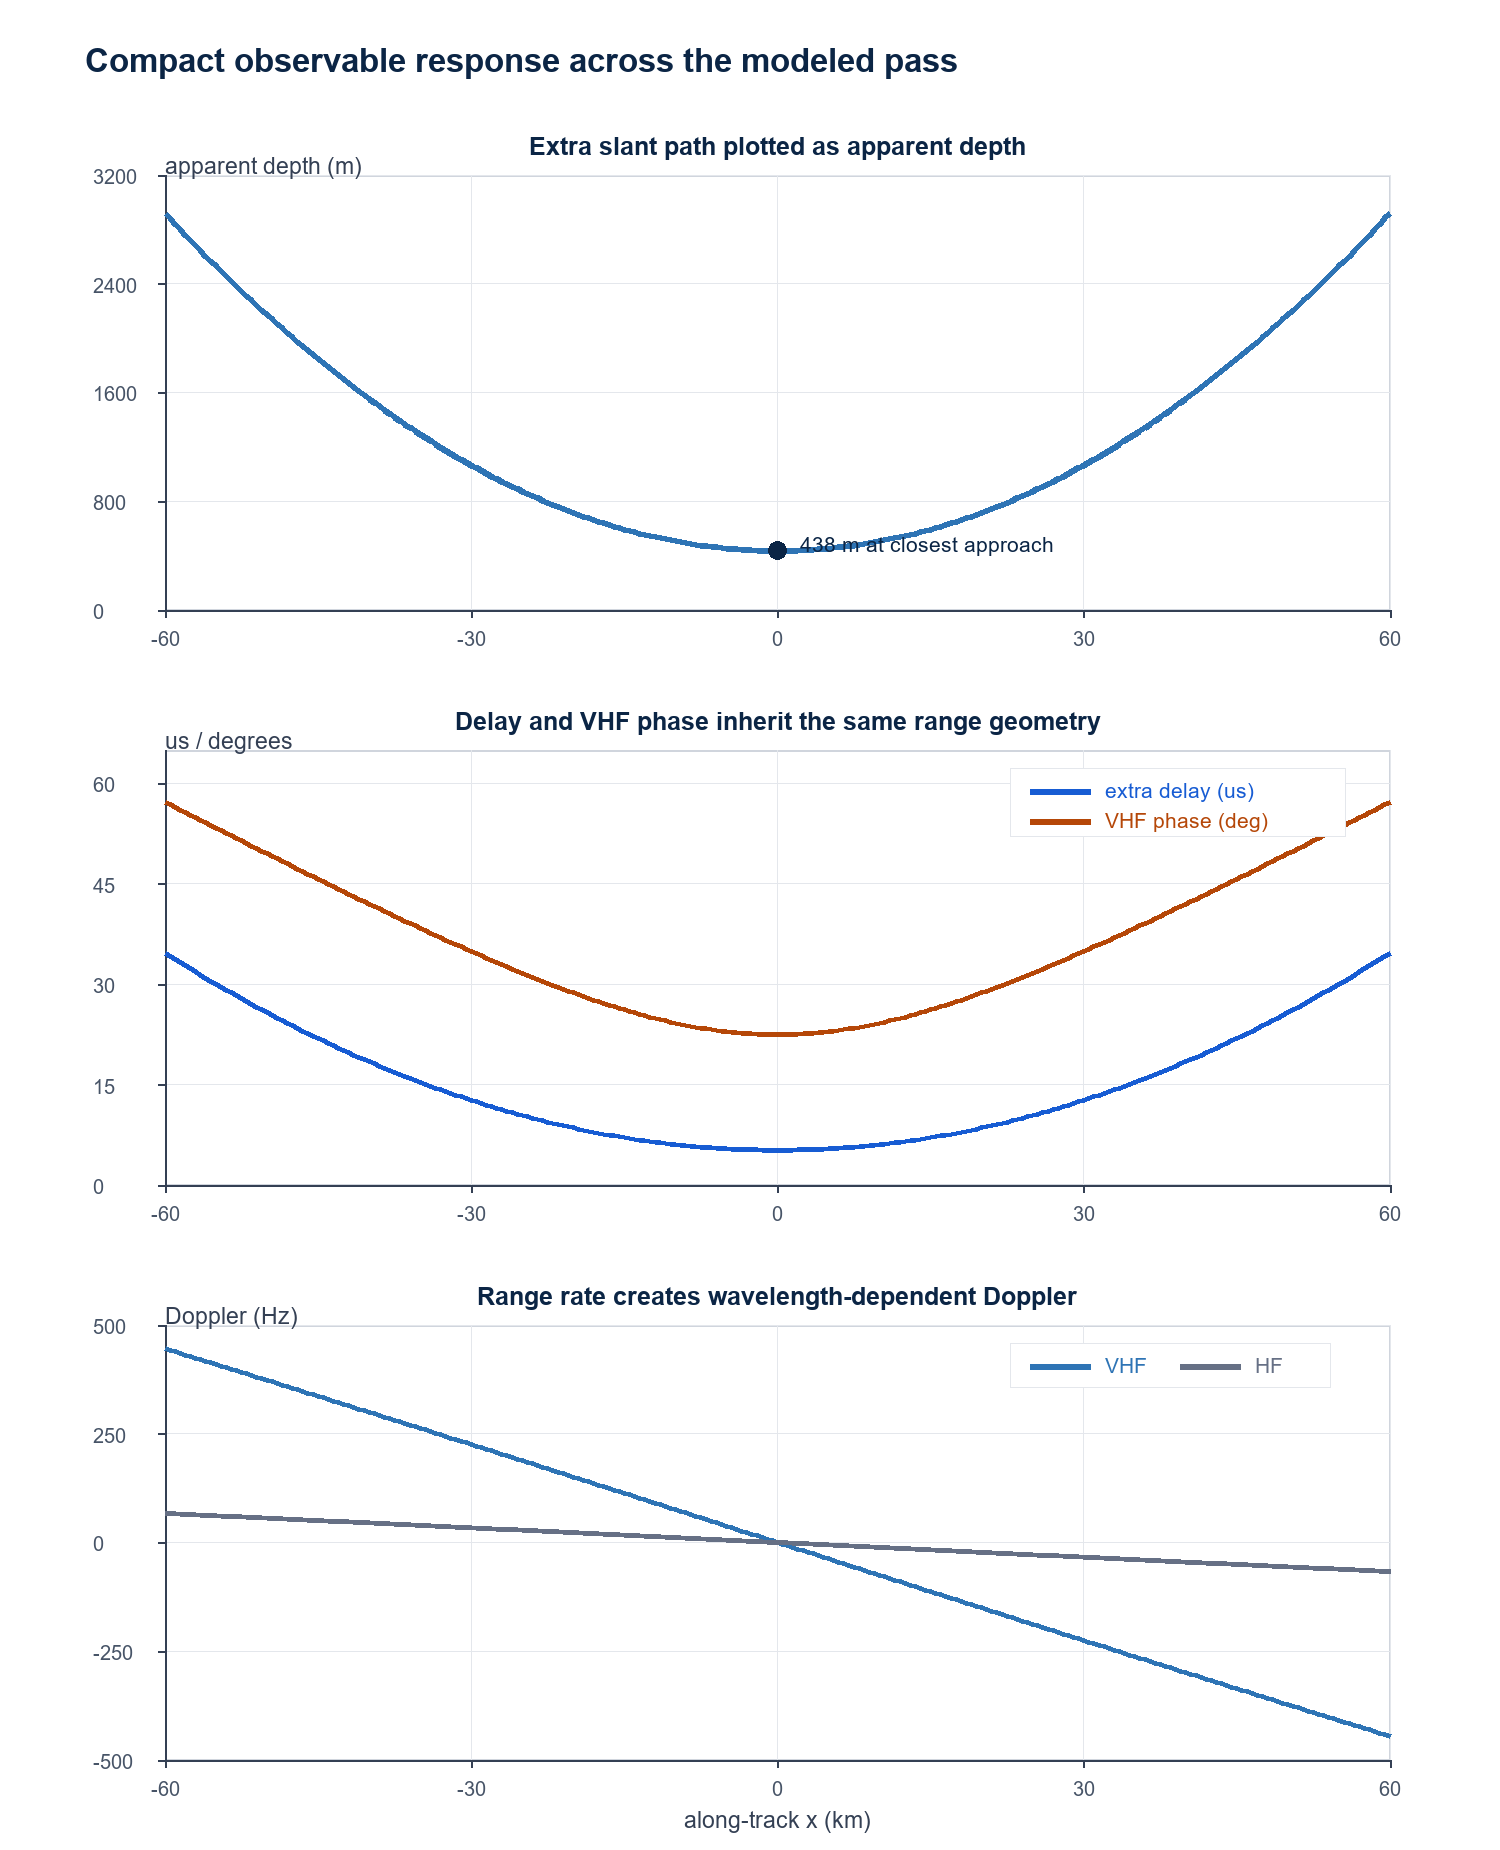 Compact observable response across the modeled pass
Extra slant path plotted as apparent depth
apparent depth (m)
3200
2400
1600
800
0
438 m at closest approach
-60 -30 0 30 60
Delay and VHF phase inherit the same range geometry
us / degrees
60
45
30
15
0
extra delay (us)
VHF phase (deg)
-60 -30 0 30 60
Range rate creates wavelength-dependent Doppler
Doppler (Hz)
500
250
0
-250
-500
VHF HF
-60 -30 0 30 60
along-track x (km)